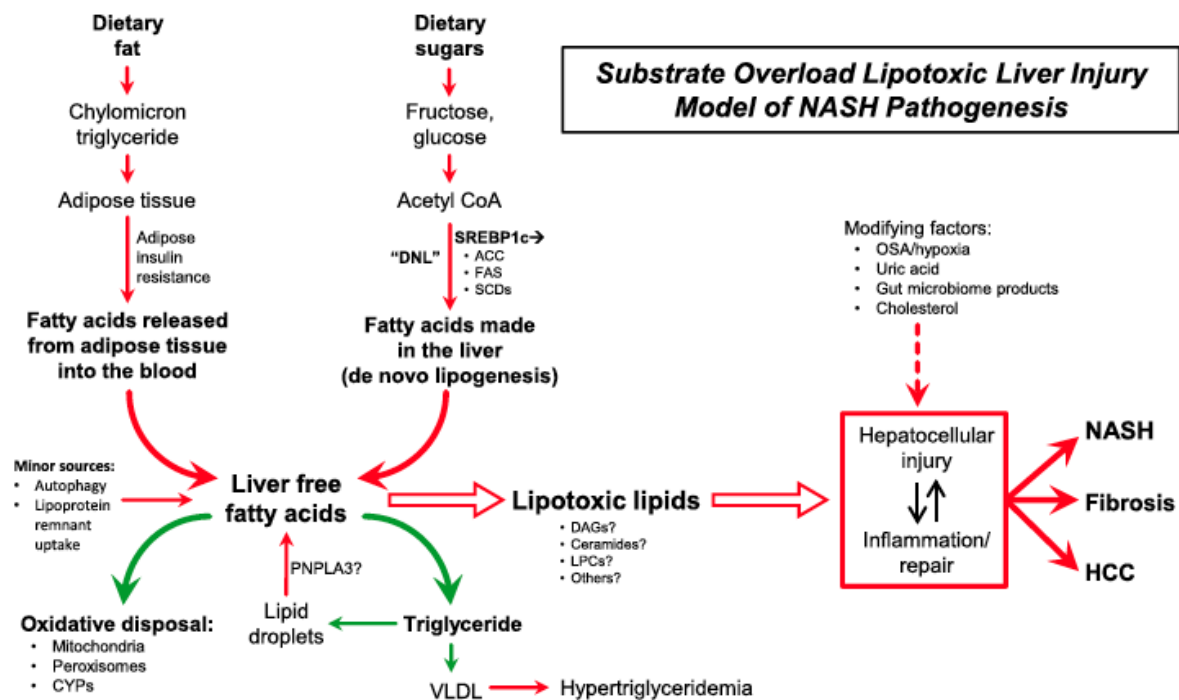 Dietary
fat
Dietary
sugars
Substrate Overload Lipotoxic Liver Injury
Model of NASH Pathogenesis
Chylomicron
triglyceride
Fructose,
glucose
Adipose tissue
Acetyl CoA
Adipose
insulin
resistance
"DNL"
SREBP1c→
• ACC
• FAS
• SCDs
Modifying factors:
• OSA/hypoxia
• Uric acid
• Gut microbiome products
• Cholesterol
Fatty acids released
from adipose tissue
into the blood
Fatty acids made
in the liver
(de novo lipogenesis)
Minor sources:
• Autophagy
• Lipoprotein
remnant
uptake
Liver free
fatty acids
Lipotoxic lipids
• DAGs?
• Ceramides?
• LPCs?
• Others?
Hepatocellular
injury
Inflammation/
repair
NASH
Fibrosis
HCC
PNPLA3?
Oxidative disposal:
• Mitochondria
• Peroxisomes
• CYPs
Lipid
droplets
Triglyceride
VLDL
Hypertriglyceridemia